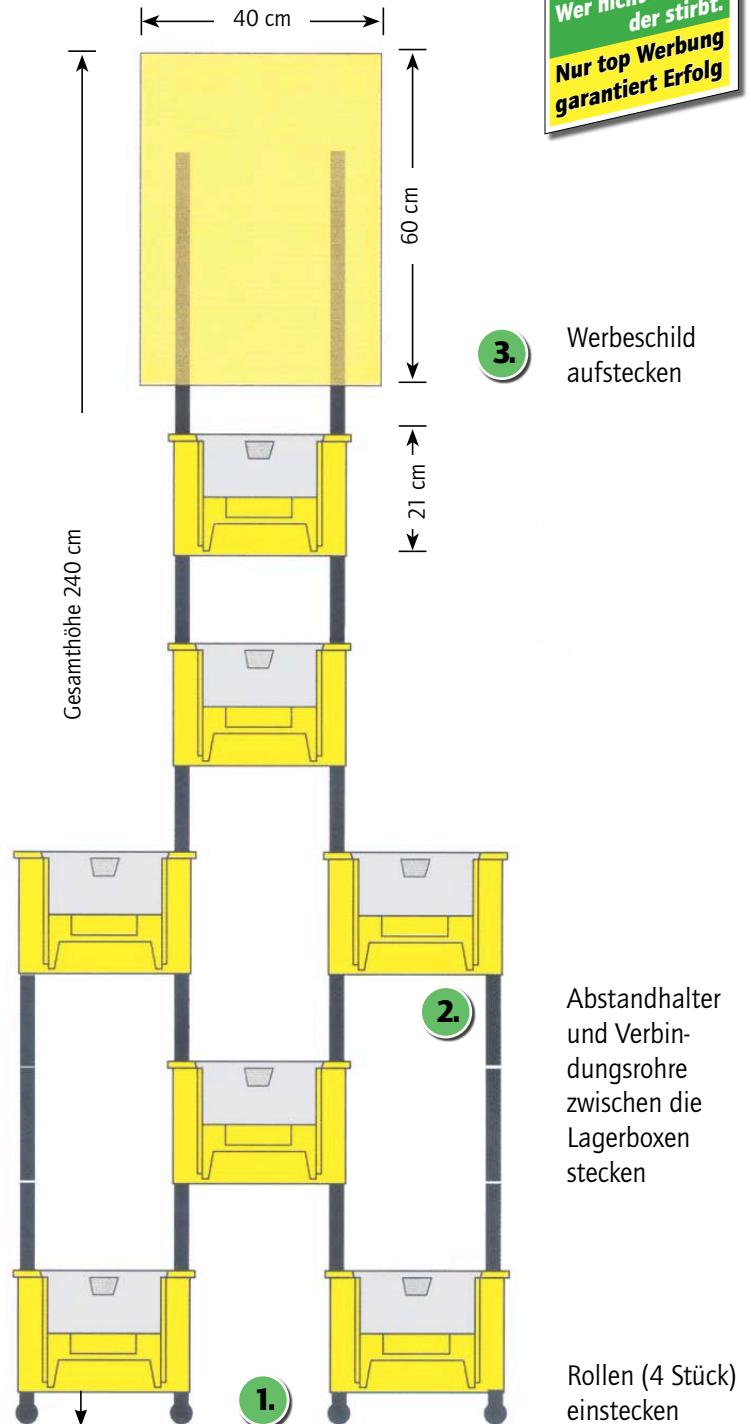 40 cm
Wer nicht
der stirbt.
Nur top Werbung
garantiert Erfolg
60 cm
3.
Werbeschild
aufstecken
21 cm
Gesamthöhe 240 cm
2.
Abstandhalter
und Verbin-
dungsrohre
zwischen die
Lagerboxen
stecken
1.
Rollen (4 Stück)
einstecken